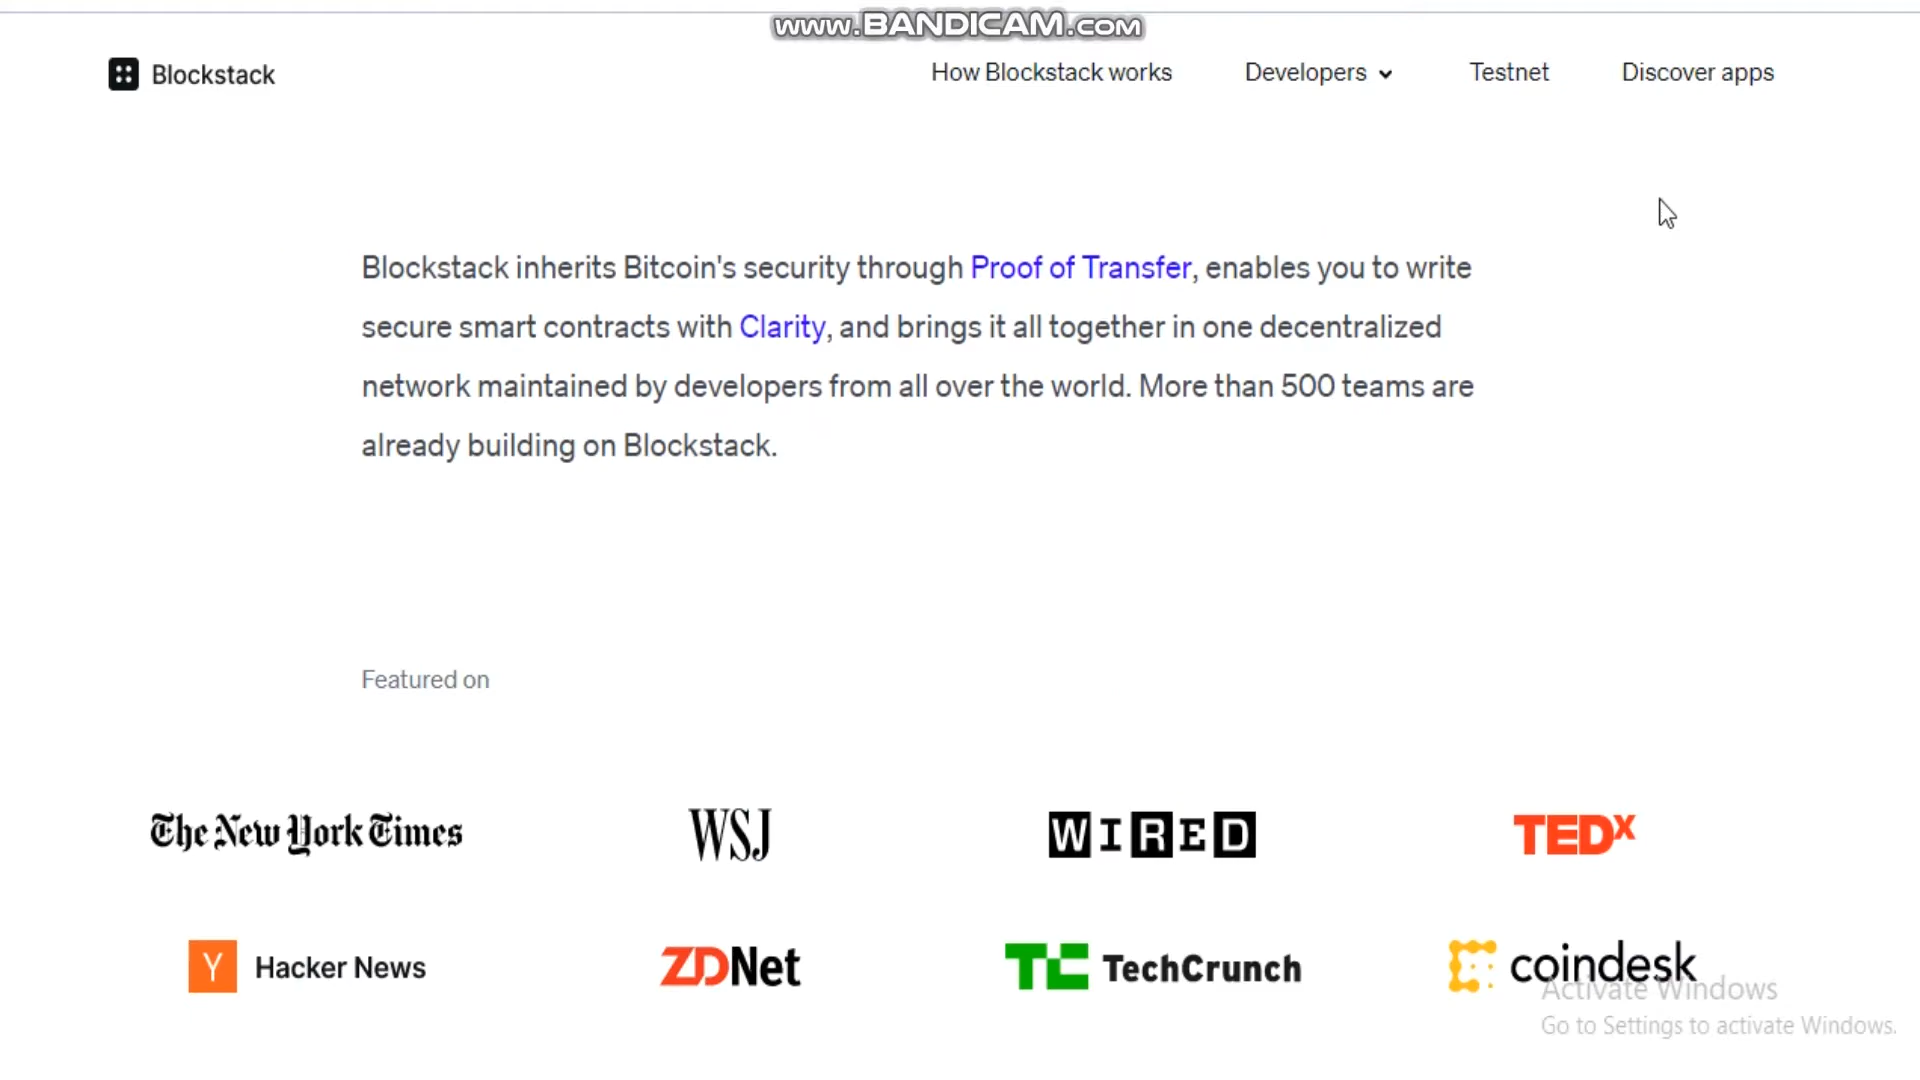 www.BANDICAM.com
Blockstack
How Blockstack works
Developers
Testnet
Discover apps
Blockstack inherits Bitcoin's security through Proof of Transfer, enables you to write
secure smart contracts with Clarity, and brings it all together in one decentralized
network maintained by developers from all over the world. More than 500 teams are
already building on Blockstack.
Featured on
The New York Times
WSJ
WIRED
TEDx
Y Hacker News
ZDNet
TC TechCrunch
coindesk
Activate Windows
Go to Settings to activate Windows.